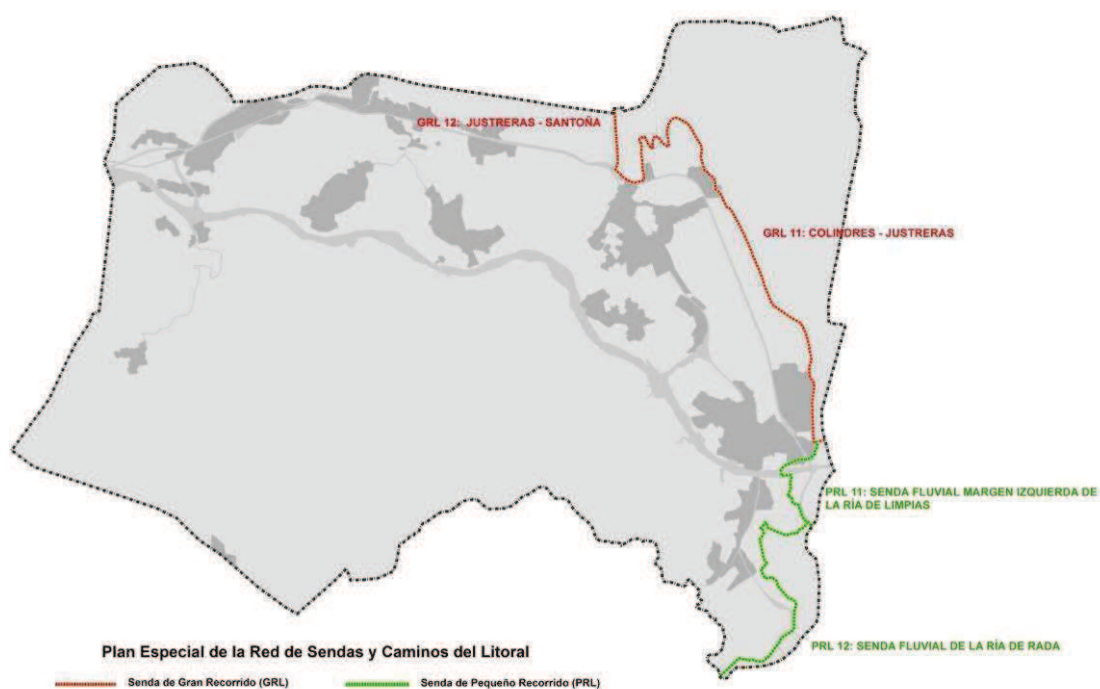 GRL 12: JUSTRERAS - SANTOÑA
GRL 11: COLINDRES - JUSTRERAS
PRL 11: SENDA FLUVIAL MARGEN IZQUIERDA DE
LA RÍA DE LIMPIAS
PRL 12: SENDA FLUVIAL DE LA RÍA DE RADA
Plan Especial de la Red de Sendas y Caminos del Litoral
Senda de Gran Recorrido (GRL)
Senda de Pequeño Recorrido (PRL)